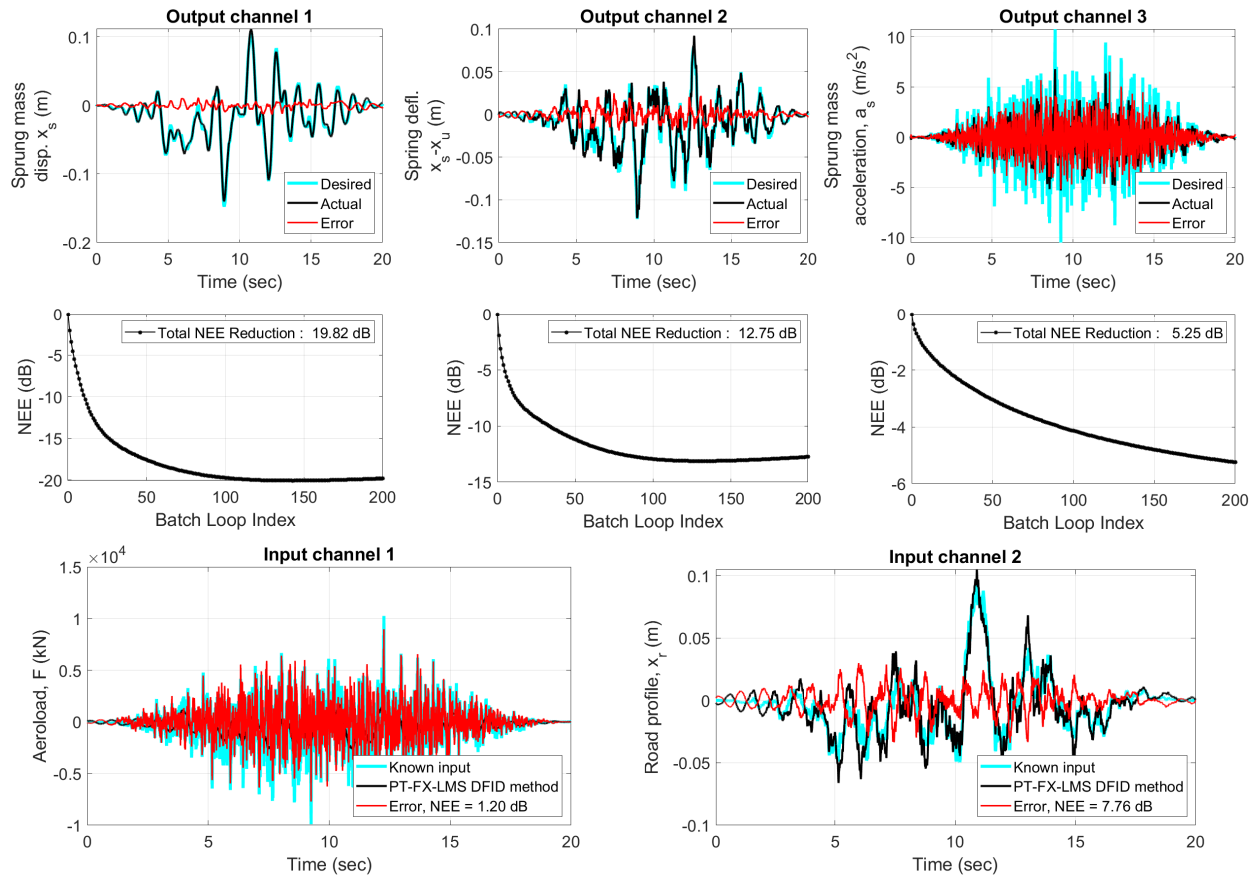 Output channel 1
0.1
0
-0.1
-0.2
Sprung mass
disp. x_s (m)
0 5 10 15 20
Time (sec)
Desired
Actual
Error
Output channel 2
0.1
0.05
0
-0.05
-0.1
-0.15
Spring defl.
x_s-x_u (m)
0 5 10 15 20
Time (sec)
Desired
Actual
Error
Output channel 3
10
5
0
-5
-10
Sprung mass
acceleration, a_s (m/s^2)
0 5 10 15 20
Time (sec)
Desired
Actual
Error
0
-5
-10
-15
-20
NEE (dB)
Total NEE Reduction : 19.82 dB
0 50 100 150 200
Batch Loop Index
0
-5
-10
-15
NEE (dB)
Total NEE Reduction : 12.75 dB
0 50 100 150 200
Batch Loop Index
0
-2
-4
-6
NEE (dB)
Total NEE Reduction : 5.25 dB
0 50 100 150 200
Batch Loop Index
Input channel 1
×10^4
1.5
1
0.5
0
-0.5
-1
Aeroload, F (kN)
0 5 10 15 20
Time (sec)
Known input
PT-FX-LMS DFID method
Error, NEE = 1.20 dB
Input channel 2
0.1
0.05
0
-0.05
-0.1
Road profile, x_r (m)
0 5 10 15 20
Time (sec)
Known input
PT-FX-LMS DFID method
Error, NEE = 7.76 dB